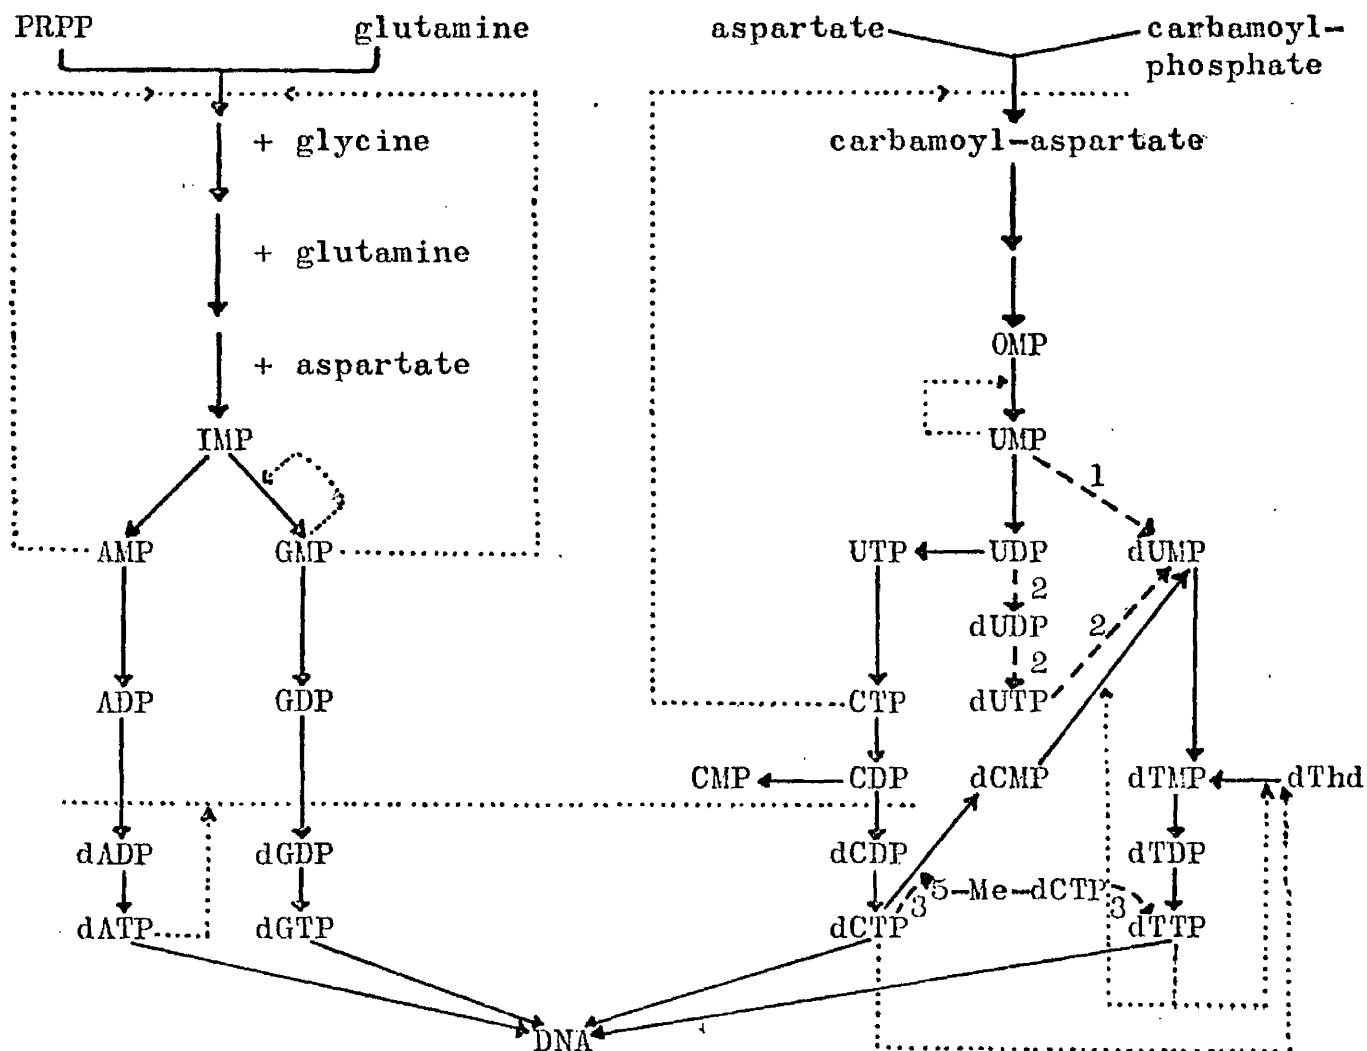 PRPP glutamine aspartate carbamoyl-
phosphate
+ glycine carbamoyl-aspartate
+ glutamine
OMP
+ aspartate
IMP UMP
1
AMP GMP UTP UDP dUMP
2
dUDP 2
2
ADP GDP CTP dUTP
CMP CDP dCMP dTMP dThd
dADP dGDP dCDP dTDP
5-Me-dCTP
3 3
dATP dGTP dCTP dTTP
DNA